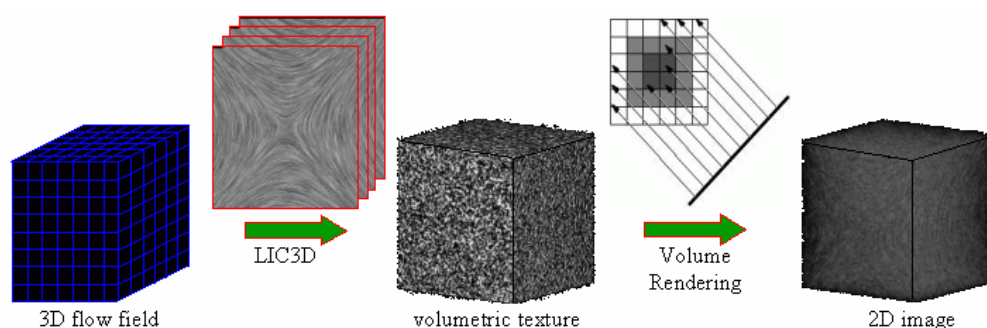 LIC3D
Volume
Rendering
3D flow field
volumetric texture
2D image